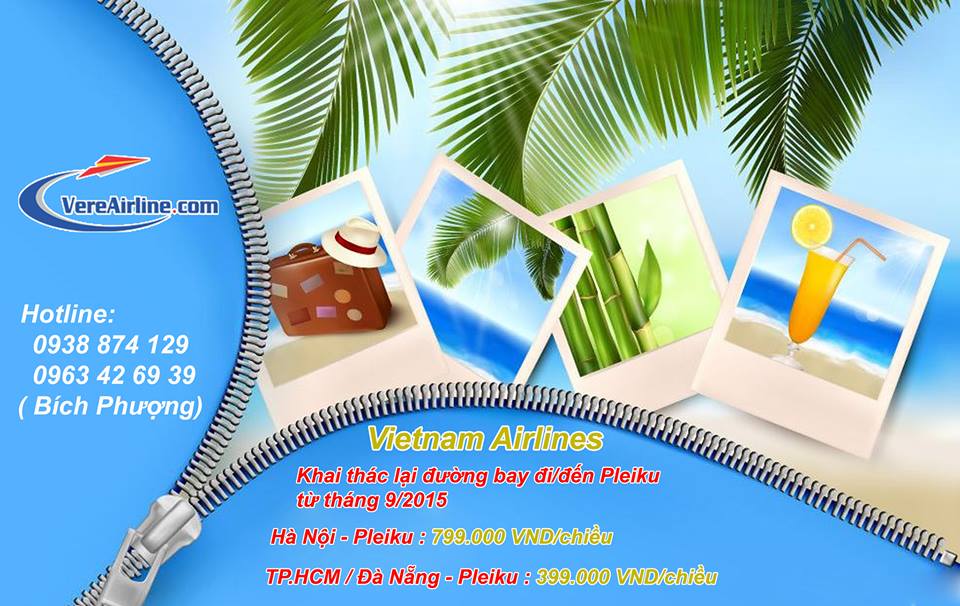 VereAirline.com
Hotline:
0938 874 129
0963 42 69 39
( Bích Phượng)
Vietnam Airlines
Khai thác lại đường bay đi/đến Pleiku
từ tháng 9/2015
Hà Nội - Pleiku : 799.000 VND/chiều
TP.HCM / Đà Nẵng - Pleiku : 399.000 VND/chiều